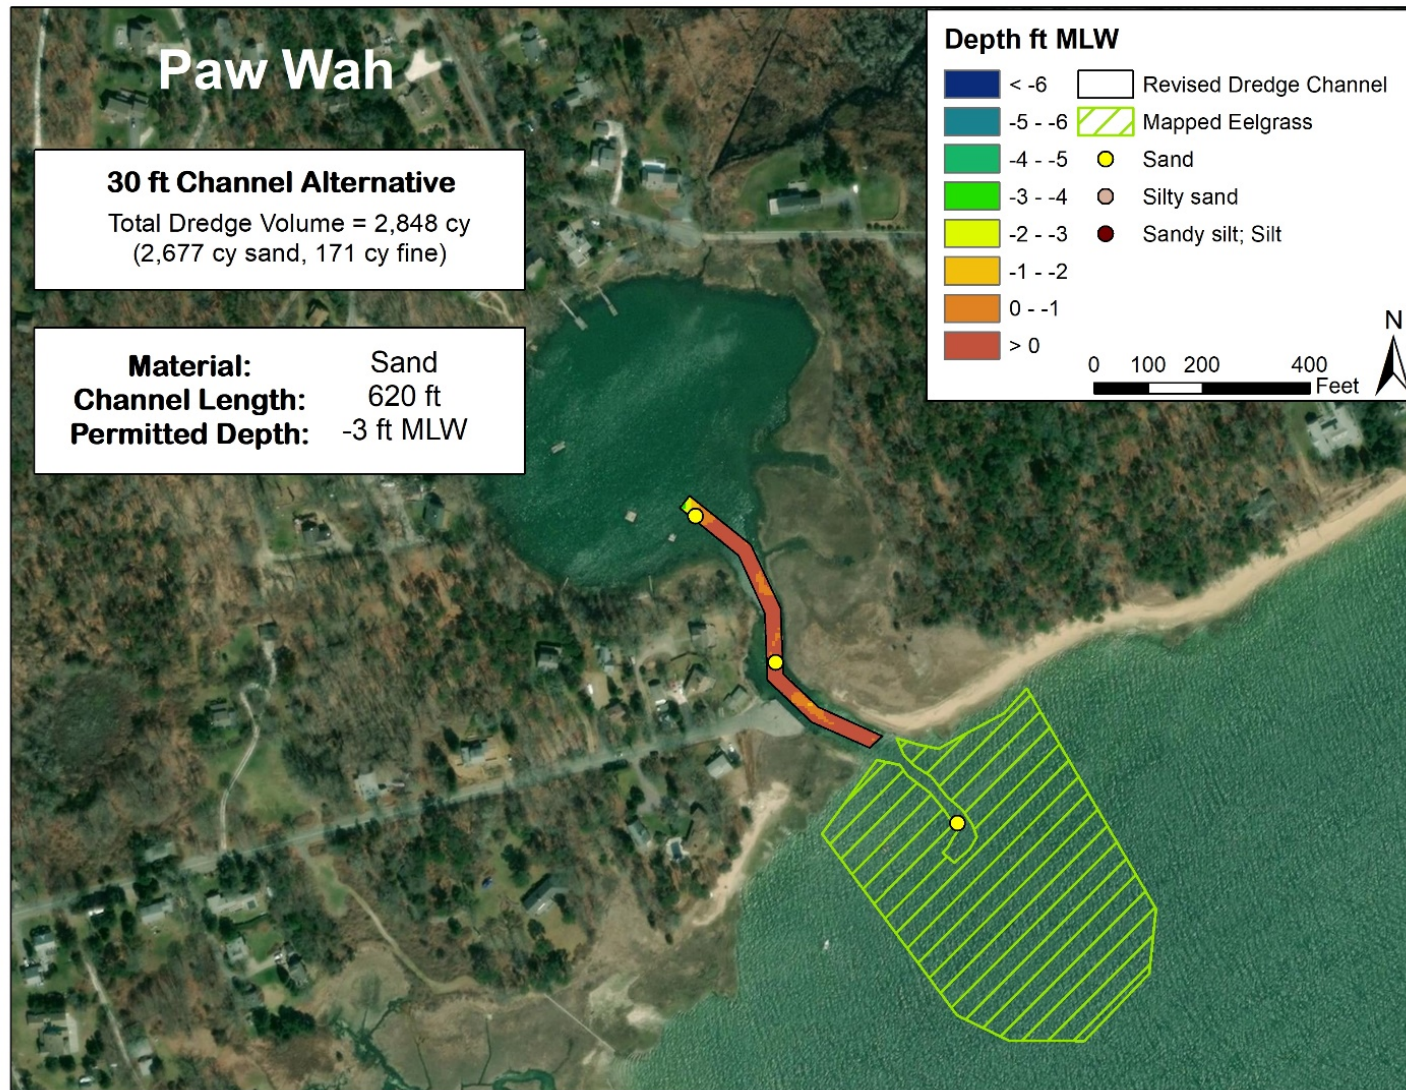 Paw Wah
30 ft Channel Alternative
Total Dredge Volume = 2,848 cy
(2,677 cy sand, 171 cy fine)
Material: Sand
Channel Length: 620 ft
Permitted Depth: -3 ft MLW
Depth ft MLW
< -6
-5 - -6
-4 - -5
-3 - -4
-2 - -3
-1 - -2
0 - -1
> 0
Revised Dredge Channel
Mapped Eelgrass
Sand
Silty sand
Sandy silt; Silt
0 100 200 400
Feet
N